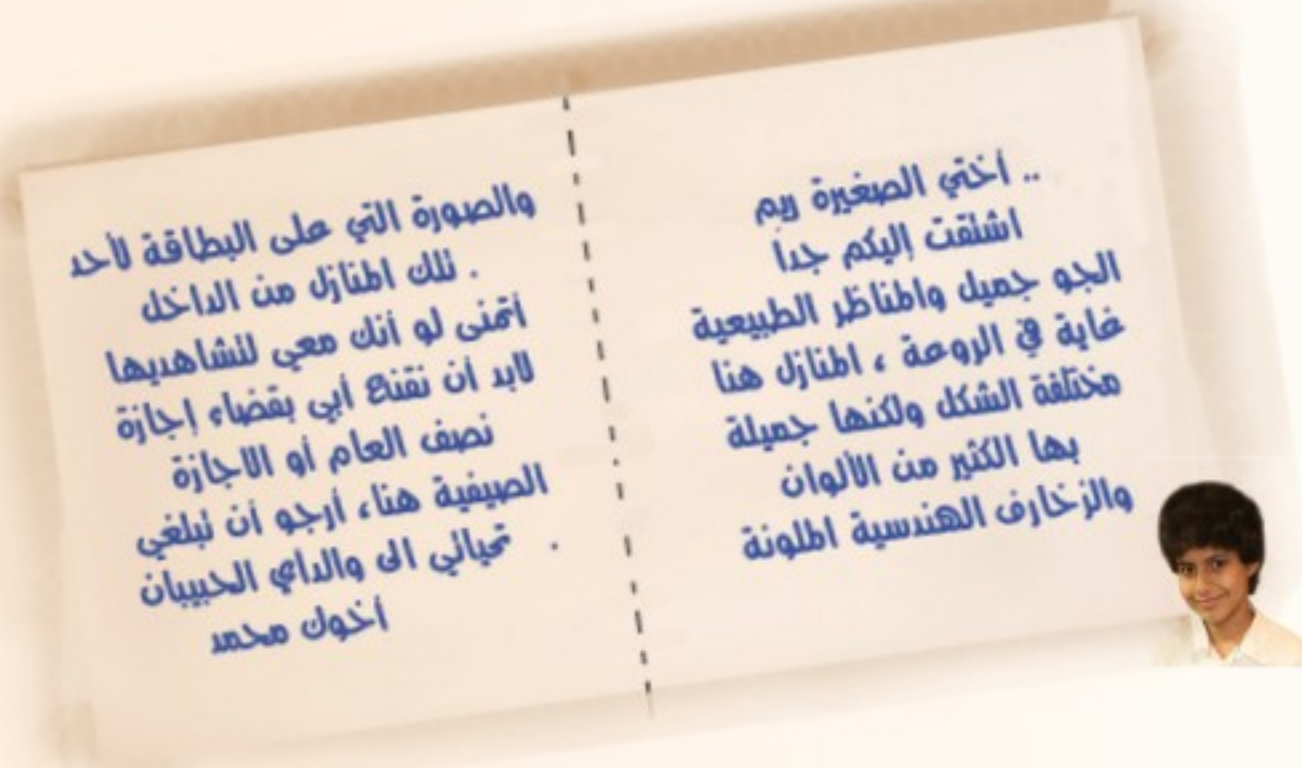 .. أختي الصغيرة ريم
اشتقت إليكم جداً
الجو جميل والمناظر الطبيعية
غاية في الروعة ، المنازل هنا
مختلفة الشكل ولكنها جميلة
بها الكثير من الألوان
والزخارف الهندسية الملونة
والصورة التي على البطاقة لأحد
. تلك المنازل من الداخل
أتمنى لو أنك معي لتشاهديها
لابد أن نقنع أبي بقضاء إجازة
نصف العام أو الاجازة
الصيفية هنا، أرجو أن تبلغي
. تحياتي الى والداي الحبيبان
أخوك محمد